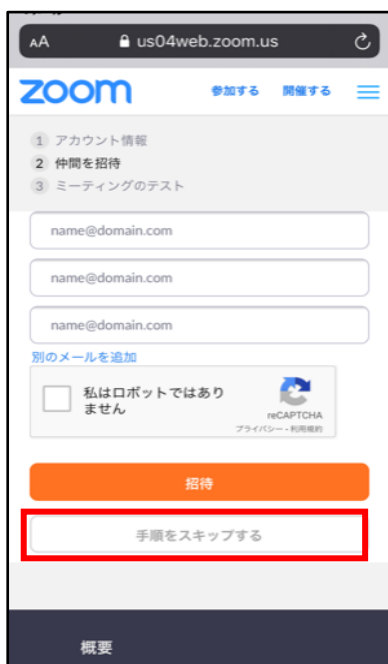 AA us04web.zoom.us
zoom 参加する 開催する
1 アカウント情報
2 仲間を招待
3 ミーティングのテスト
name@domain.com
name@domain.com
name@domain.com
別のメールを追加
私はロボットではあり
ません
reCAPTCHA
プライバシー - 利用規約
招待
手順をスキップする
概要